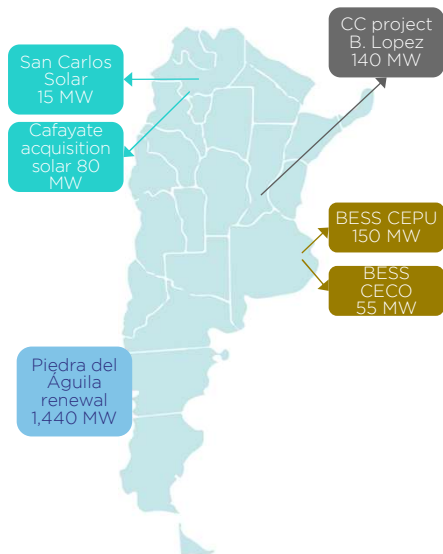 San Carlos
Solar
15 MW
Cafayate
acquisition
solar 80
MW
CC project
B. Lopez
140 MW
BESS CEPU
150 MW
BESS
CECO
55 MW
Piedra del
Águila
renewal
1,440 MW